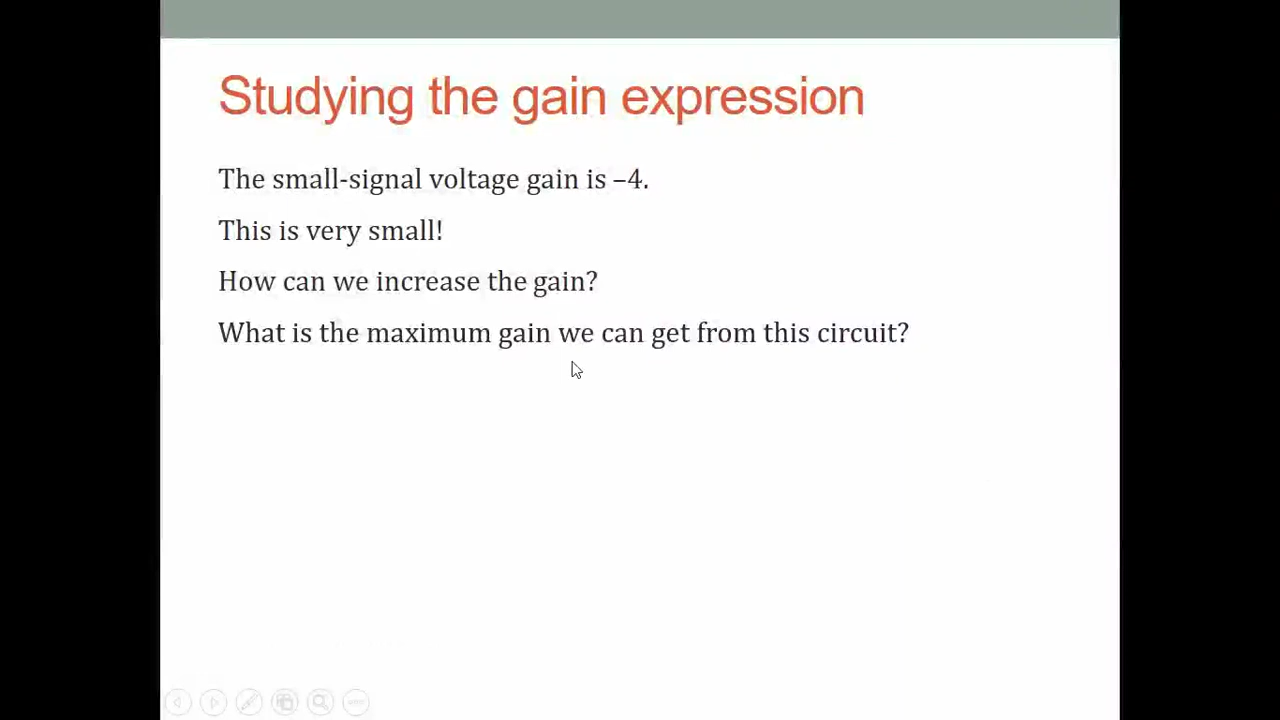 Studying the gain expression
The small-signal voltage gain is –4.
This is very small!
How can we increase the gain?
What is the maximum gain we can get from this circuit?